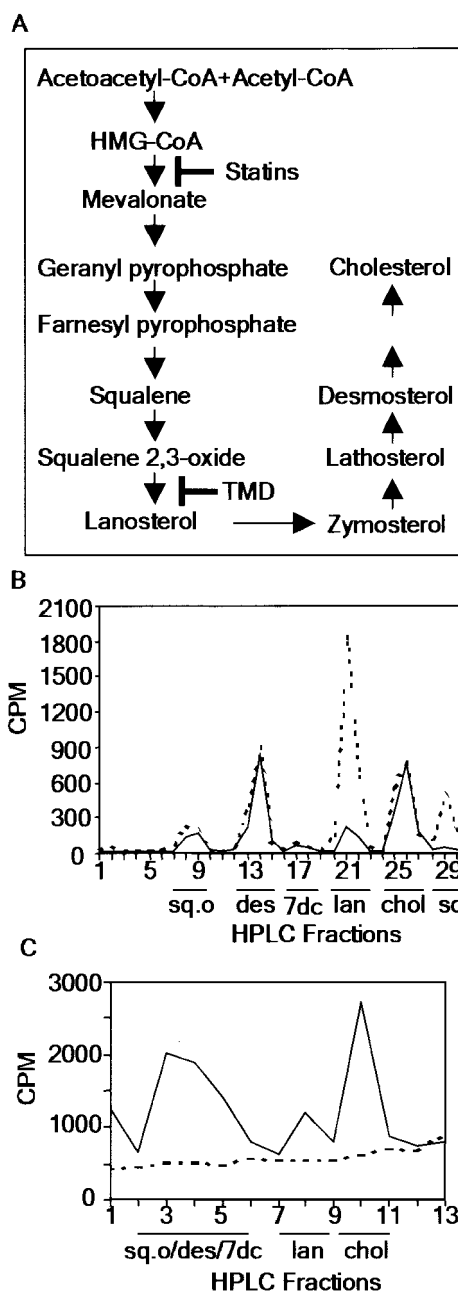 A
Acetoacetyl-CoA+Acetyl-CoA
HMG-CoA
Statins
Mevalonate
Geranyl pyrophosphate
Cholesterol
Farnesyl pyrophosphate
Squalene
Desmosterol
Squalene 2,3-oxide
Lathosterol
TMD
Lanosterol
Zymosterol
B
2100
1800
1500
1200
900
600
300
0
CPM
1 5 9 13 17 21 25 29
sq.o des 7dc lan chol sq
HPLC Fractions
C
3000
2000
1000
0
CPM
1 3 5 7 9 11 13
sq.o/des/7dc lan chol
HPLC Fractions